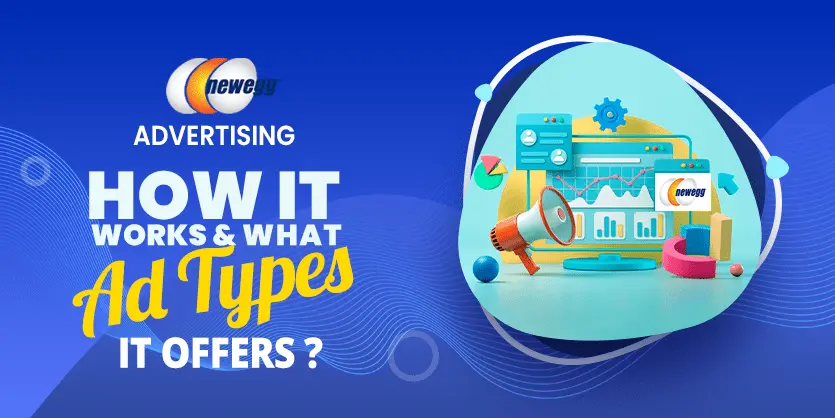 newegg
ADVERTISING
HOW IT
WORKS & WHAT
Ad Types
IT OFFERS ?
newegg